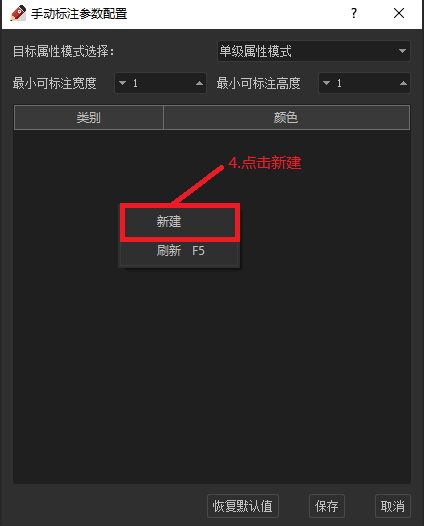 手动标注参数配置 ?
目标属性模式选择: 单级属性模式
最小可标注宽度 1 最小可标注高度 1
类别 颜色
4.点击新建
新建
刷新 F5
恢复默认值 保存 取消